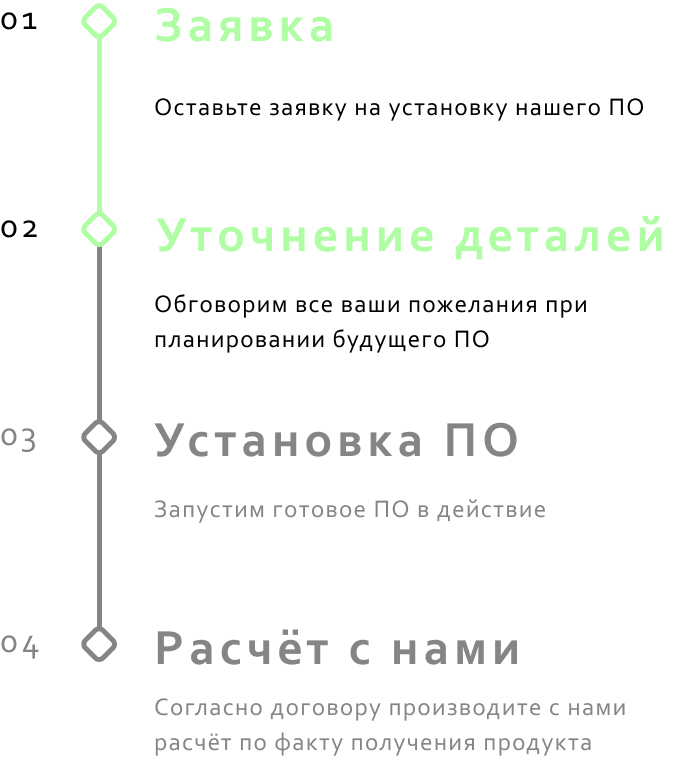 01
Заявка
Оставьте заявку на установку нашего ПО
02
Уточнение деталей
Обговорим все ваши пожелания при
планировании будущего ПО
03
Установка ПО
Запустим готовое ПО в действие
04
Расчёт с нами
Согласно договору производите с нами
расчёт по факту получения продукта